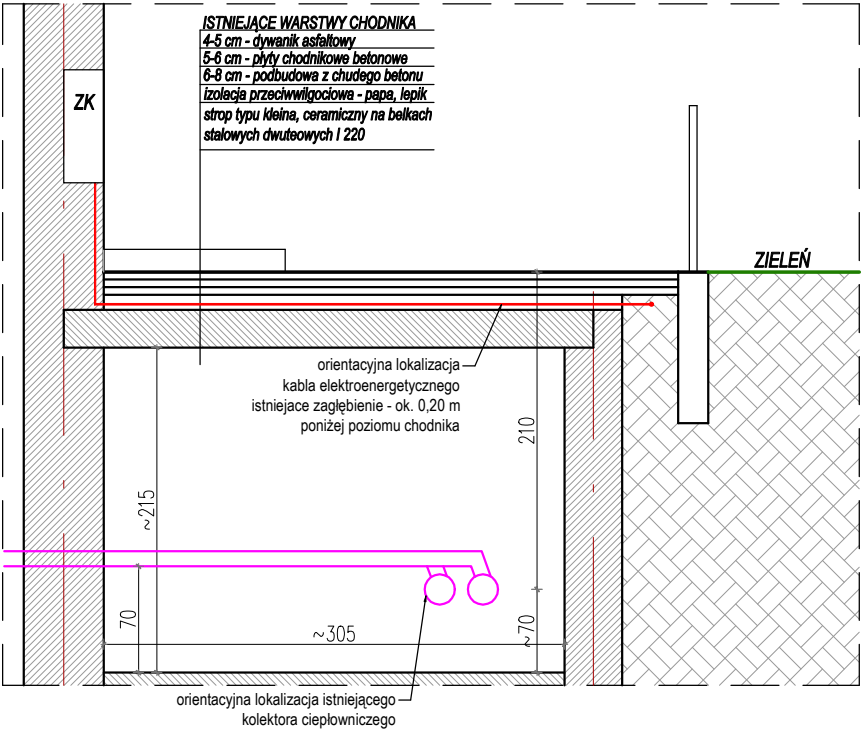 ISTNIEJĄCE WARSTWY CHODNIKA
4-5 cm - dywanik asfaltowy
5-6 cm - płyty chodnikowe betonowe
6-8 cm - podbudowa z chudego betonu
izolacja przeciwwilgociowa - papa, lepik
strop typu kleina, ceramiczny na belkach
stalowych dwuteowych I 220
ZK
ZIELEŃ
orientacyjna lokalizacja
kabla elektroenergetycznego
istniejace zagłębienie - ok. 0,20 m
poniżej poziomu chodnika
210
~215
70
~305
~70
orientacyjna lokalizacja istniejącego
kolektora ciepłowniczego